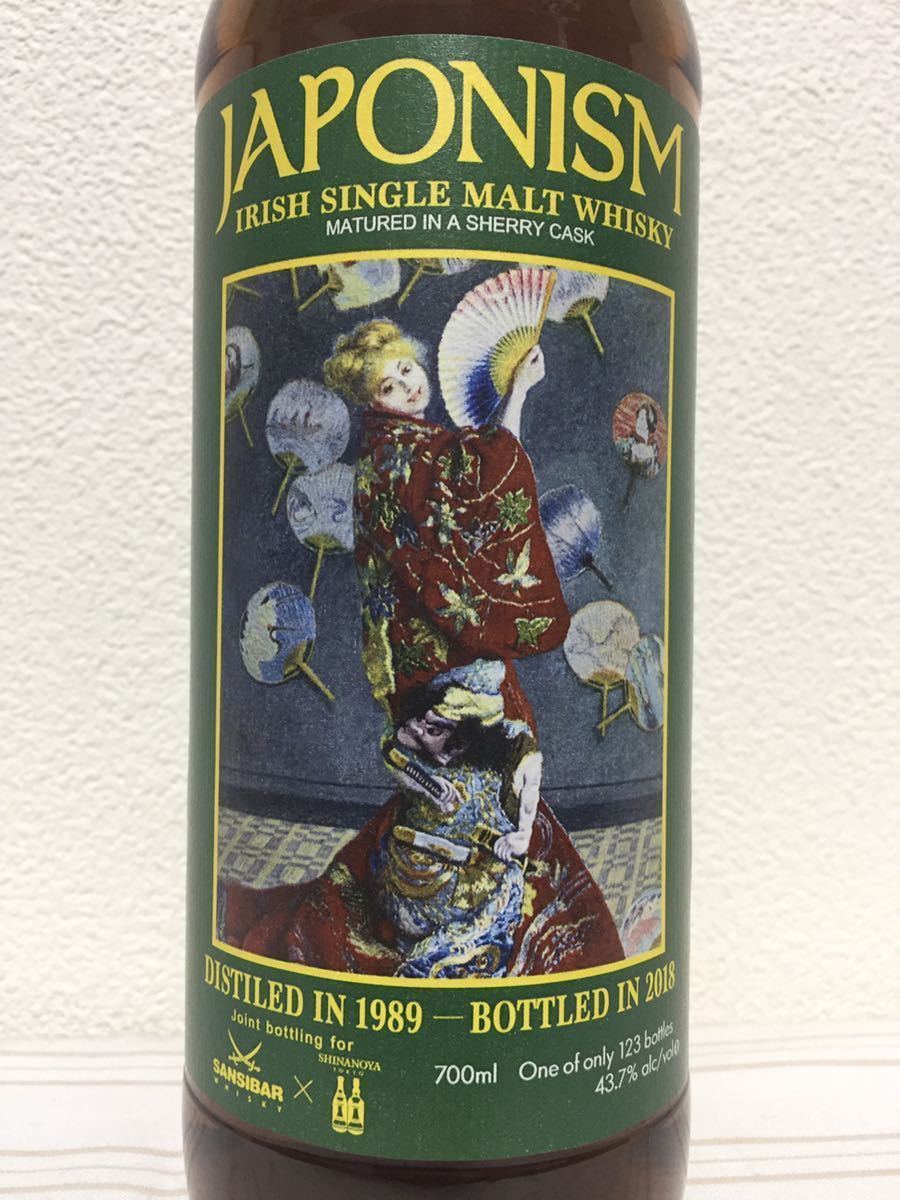 JAPONISM
IRISH SINGLE MALT WHISKY
MATURED IN A SHERRY CASK
DISTILED IN 1989 — BOTTLED IN 2018
Joint bottling for
SANSIBAR
WHISKY
×
SHINANOYA
TOKYO
700ml One of only 123 bottles
43.7% alc/vol